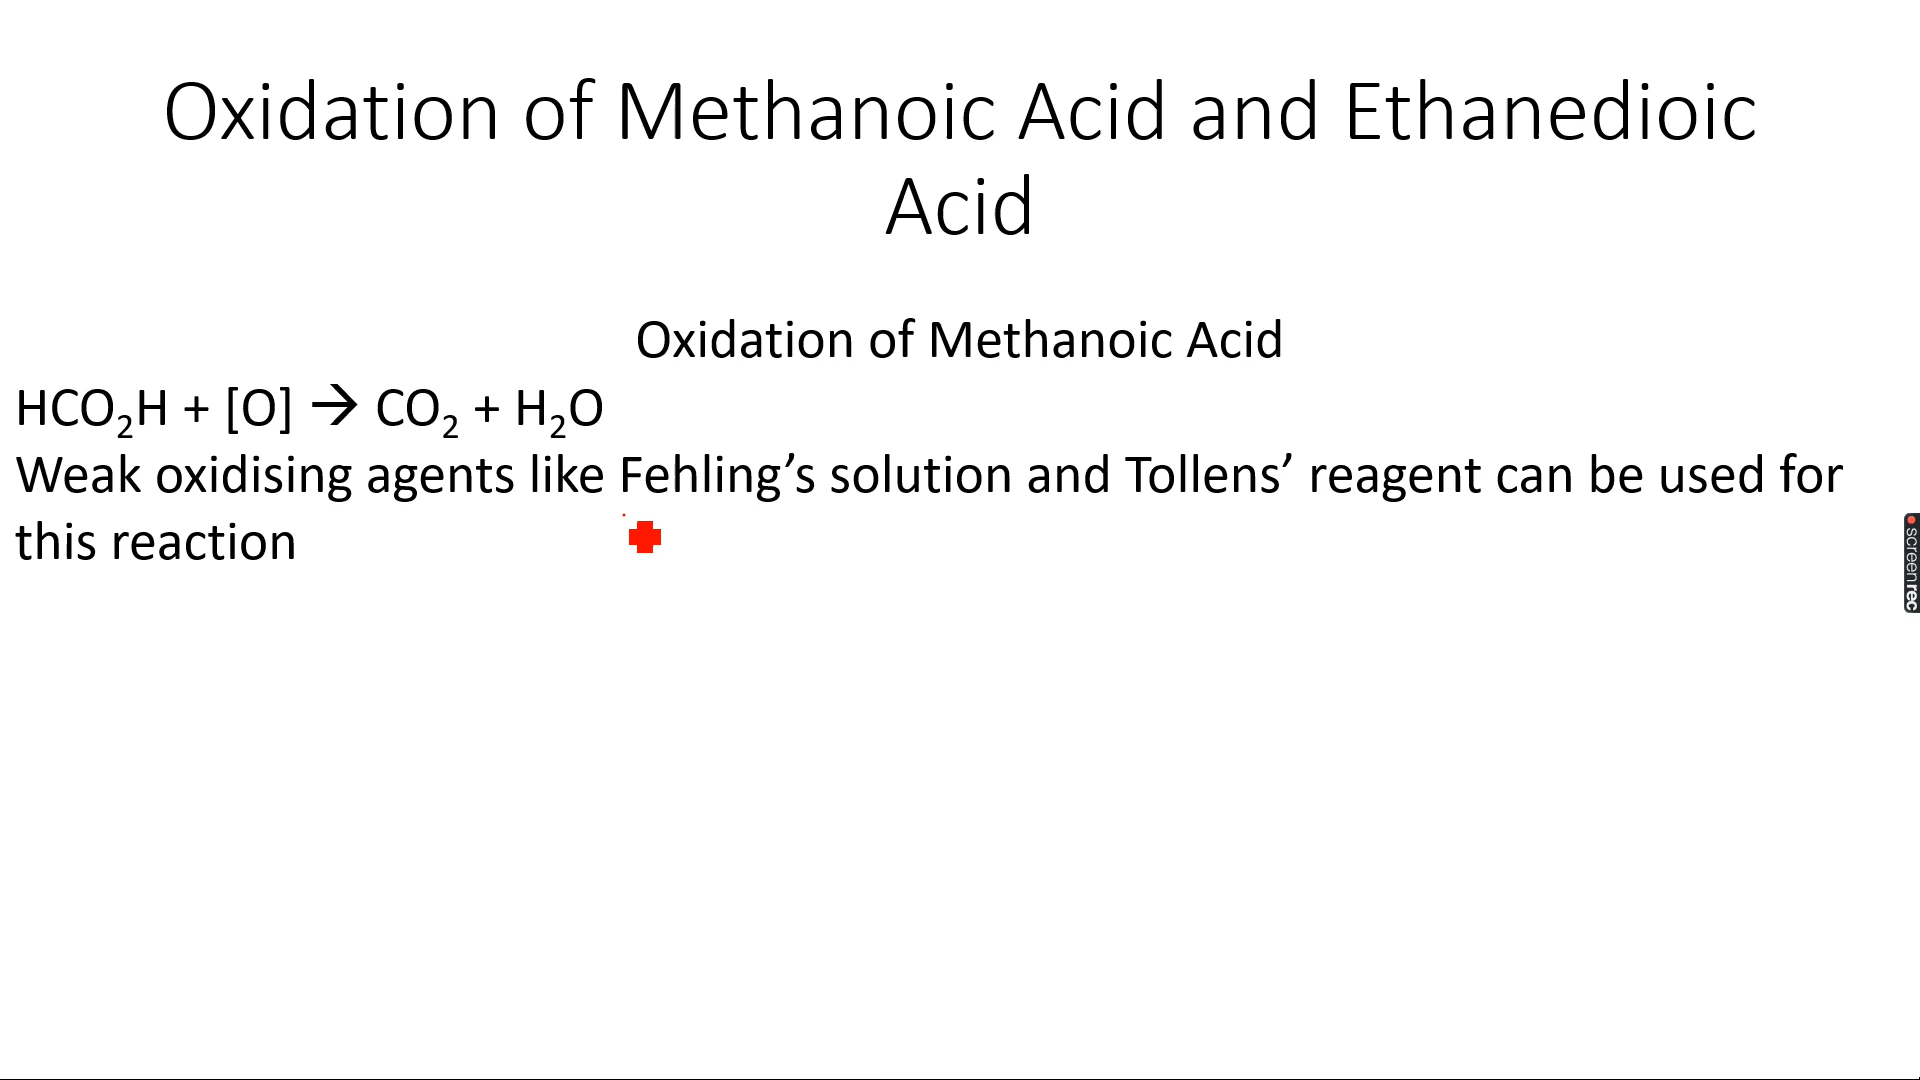 Oxidation of Methanoic Acid and Ethanedioic
Acid
Oxidation of Methanoic Acid
HCO₂H + [O] → CO₂ + H₂O
Weak oxidising agents like Fehling’s solution and Tollens’ reagent can be used for
this reaction
screenrec